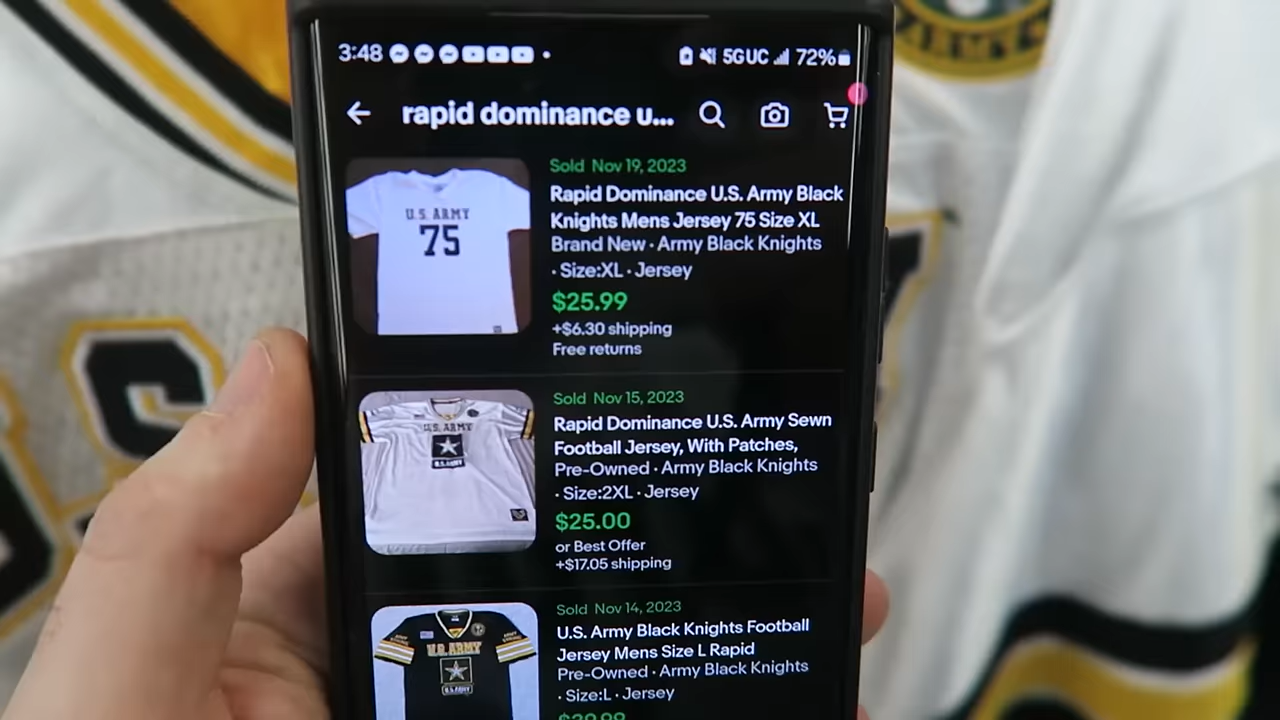 3:48
5GUC 72%
rapid dominance u...
Sold Nov 19, 2023
Rapid Dominance U.S. Army Black
Knights Mens Jersey 75 Size XL
Brand New · Army Black Knights
· Size:XL · Jersey
$25.99
+$6.30 shipping
Free returns
U.S. ARMY
75
Sold Nov 15, 2023
Rapid Dominance U.S. Army Sewn
Football Jersey, With Patches,
Pre-Owned · Army Black Knights
· Size:2XL · Jersey
$25.00
or Best Offer
+$17.05 shipping
U.S. ARMY
U.S. ARMY
Sold Nov 14, 2023
U.S. Army Black Knights Football
Jersey Mens Size L Rapid
Pre-Owned · Army Black Knights
· Size:L · Jersey
U.S. ARMY
U.S. ARMY
ARMY
S